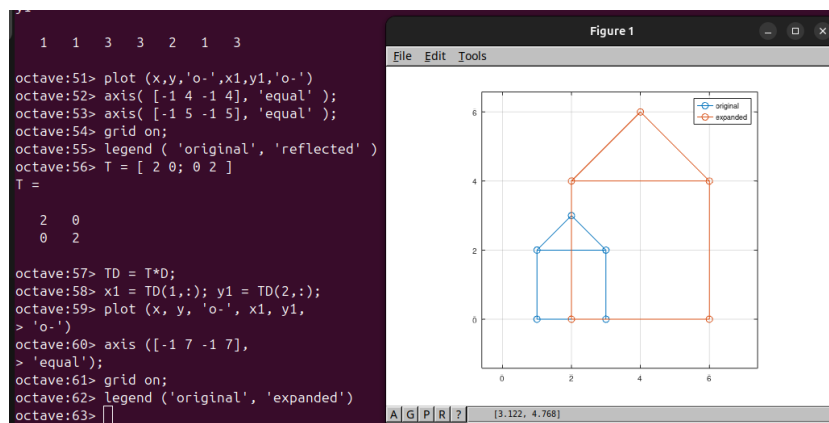 y1
1 1 3 3 2 1 3
octave:51> plot (x,y,'o-',x1,y1,'o-')
octave:52> axis( [-1 4 -1 4], 'equal' );
octave:53> axis( [-1 5 -1 5], 'equal' );
octave:54> grid on;
octave:55> legend ( 'original', 'reflected' )
octave:56> T = [ 2 0; 0 2 ]
T =
2 0
0 2
octave:57> TD = T*D;
octave:58> x1 = TD(1,:); y1 = TD(2,:);
octave:59> plot (x, y, 'o-', x1, y1,
> 'o-')
octave:60> axis ([-1 7 -1 7],
> 'equal');
octave:61> grid on;
octave:62> legend ('original', 'expanded')
octave:63>
Figure 1
File Edit Tools
original
expanded
6
4
2
0
0 2 4 6
A G P R ? [3.122, 4.768]